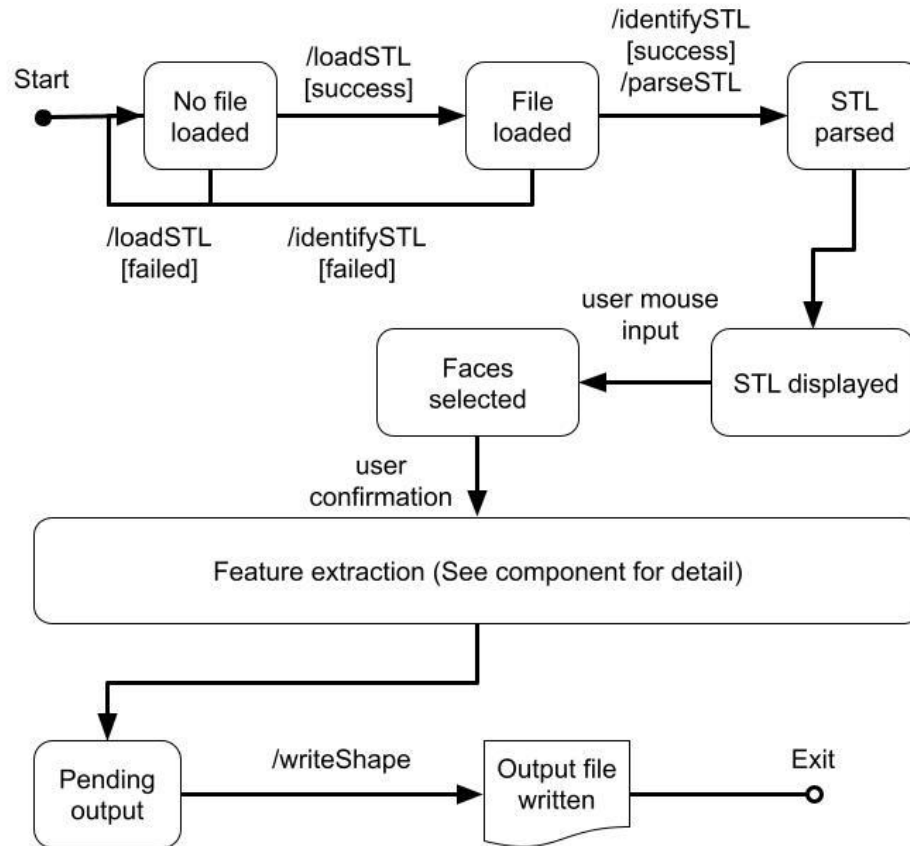 Start
No file
loaded
/loadSTL
[success]
File
loaded
/identifySTL
[success]
/parseSTL
STL
parsed
/loadSTL
[failed]
/identifySTL
[failed]
user mouse
input
Faces
selected
STL displayed
user
confirmation
Feature extraction (See component for detail)
Pending
output
/writeShape
Output file
written
Exit